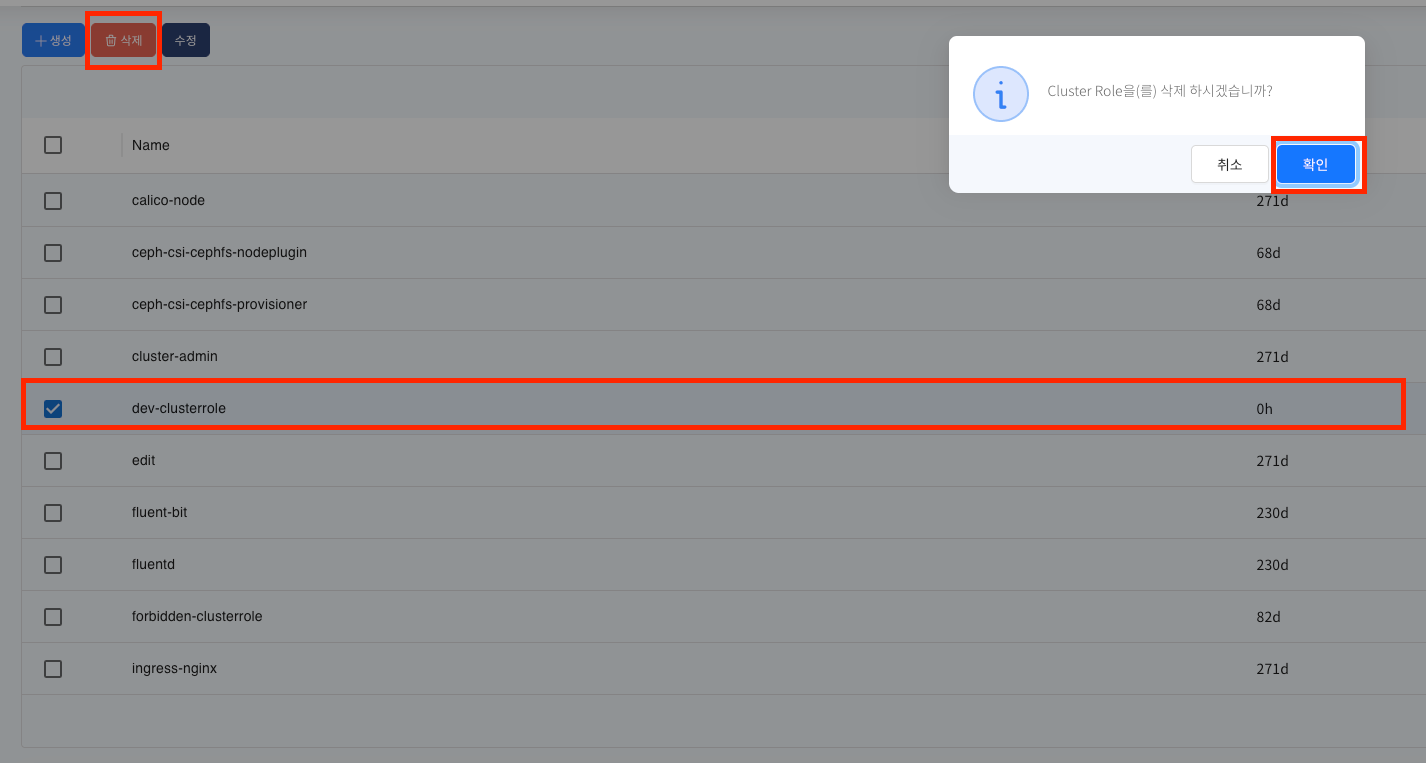 생성 삭제 수정
Cluster Role을(를) 삭제 하시겠습니까?
취소 확인
Name
calico-node 271d
ceph-csi-cephfs-nodeplugin 68d
ceph-csi-cephfs-provisioner 68d
cluster-admin 271d
dev-clusterrole 0h
edit 271d
fluent-bit 230d
fluentd 230d
forbidden-clusterrole 82d
ingress-nginx 271d